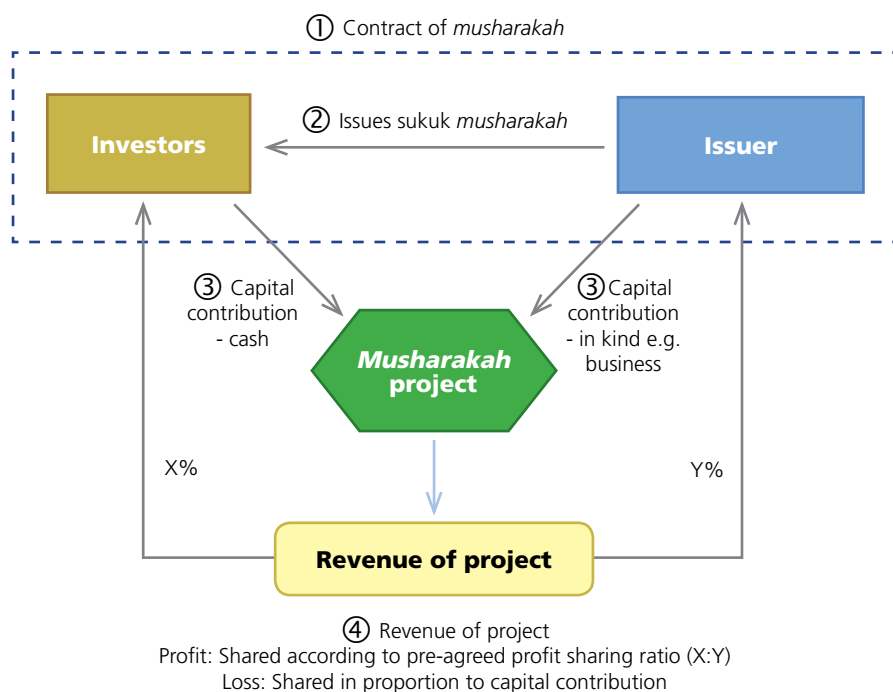 ① Contract of musharakah
Investors
② Issues sukuk musharakah
Issuer
③ Capital
contribution
- cash
③ Capital
contribution
- in kind e.g.
business
Musharakah
project
X%
Y%
Revenue of project
④ Revenue of project
Profit: Shared according to pre-agreed profit sharing ratio (X:Y)
Loss: Shared in proportion to capital contribution